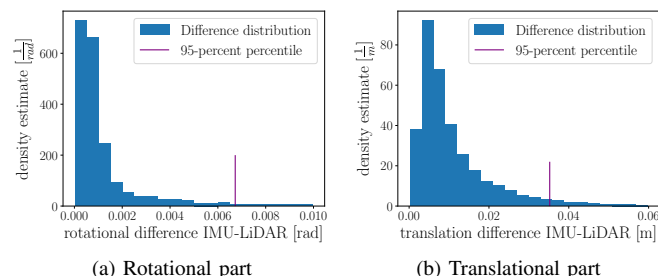 density estimate [1/rad]
600
400
200
0
Difference distribution
95-percent percentile
0.000 0.002 0.004 0.006 0.008 0.010
rotational difference IMU-LiDAR [rad]
(a) Rotational part
density estimate [1/m]
80
60
40
20
0
Difference distribution
95-percent percentile
0.00 0.02 0.04 0.06
translation difference IMU-LiDAR [m]
(b) Translational part